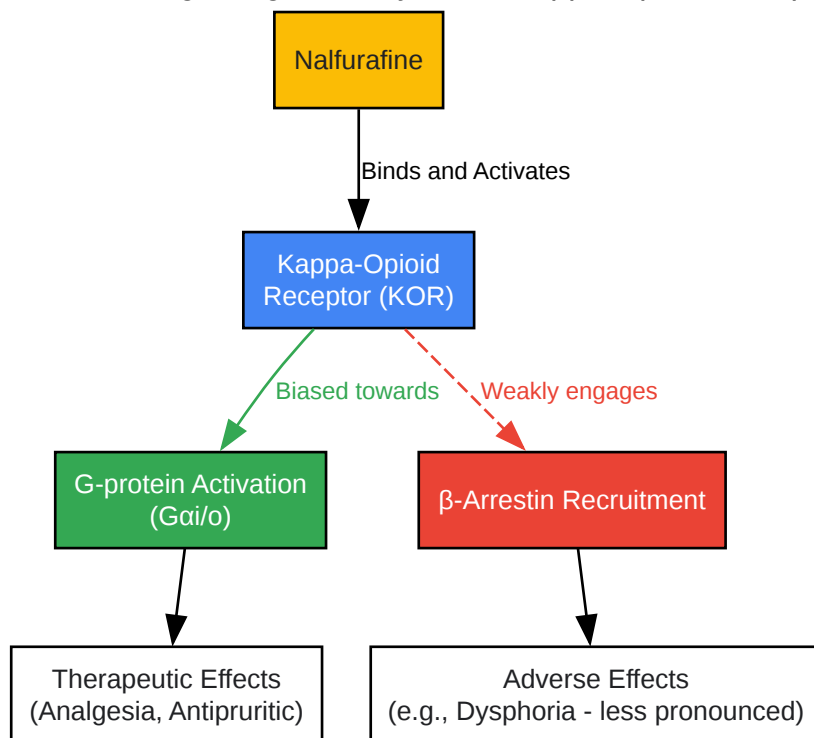 Nalfurafine
Binds and Activates
Kappa-Opioid
Receptor (KOR)
Biased towards
Weakly engages
G-protein Activation
(Gαi/o)
β-Arrestin Recruitment
Therapeutic Effects
(Analgesia, Antipruritic)
Adverse Effects
(e.g., Dysphoria - less pronounced)